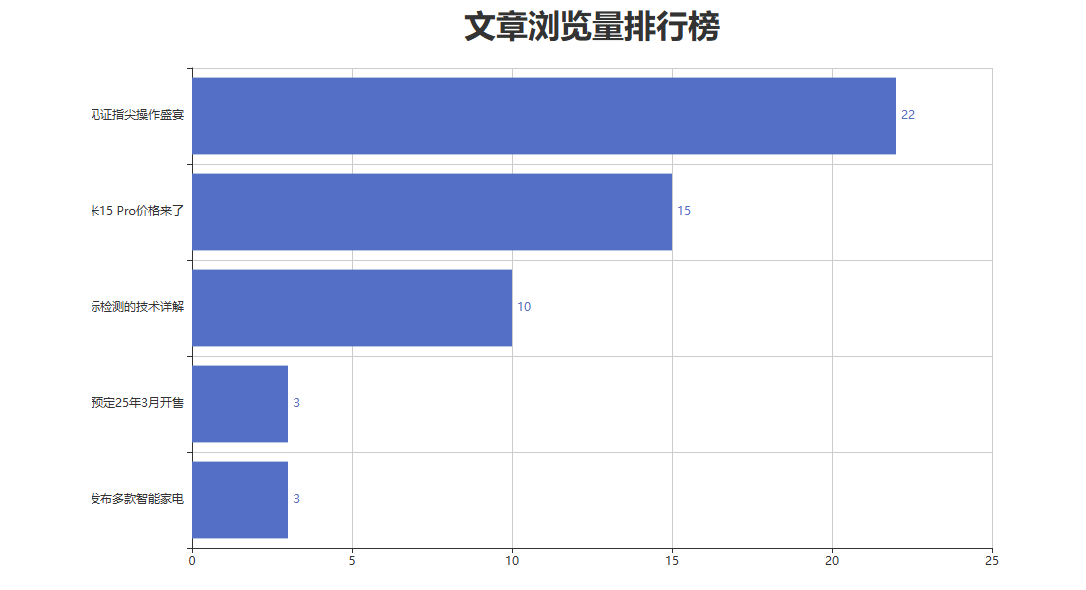 文章浏览量排行榜
证指尖操作盛宴
22
15 Pro价格来了
15
检测的技术详解
10
预定25年3月开售
3
发布多款智能家电
3
0 5 10 15 20 25